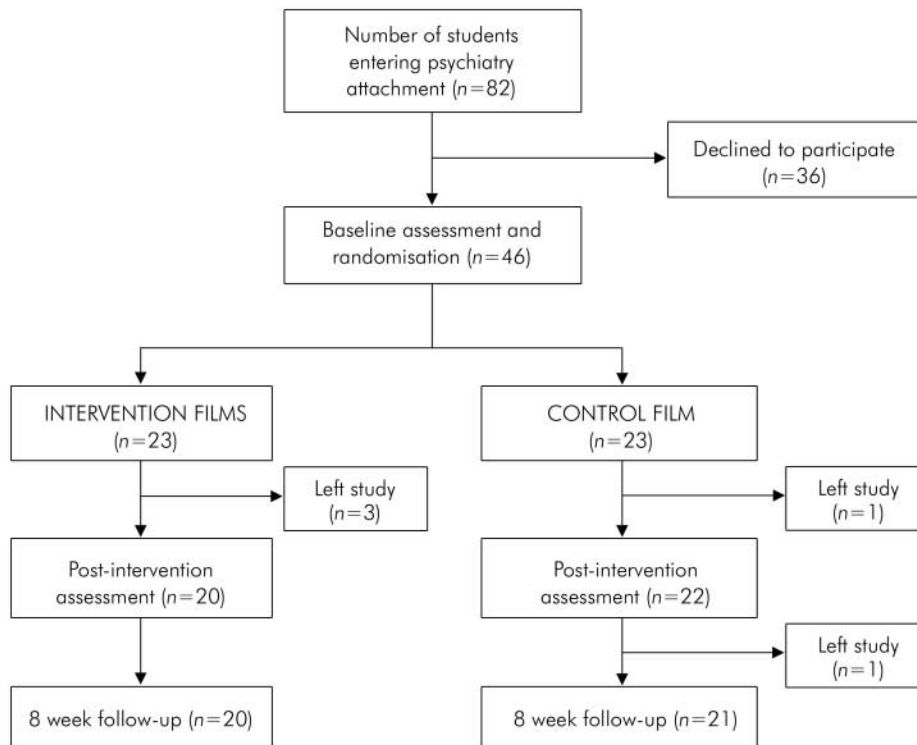 Number of students
entering psychiatry
attachment (n=82)
Declined to participate
(n=36)
Baseline assessment and
randomisation (n=46)
INTERVENTION FILMS
(n=23)
CONTROL FILM
(n=23)
Left study
(n=3)
Left study
(n=1)
Post-intervention
assessment (n=20)
Post-intervention
assessment (n=22)
Left study
(n=1)
8 week follow-up (n=20)
8 week follow-up (n=21)